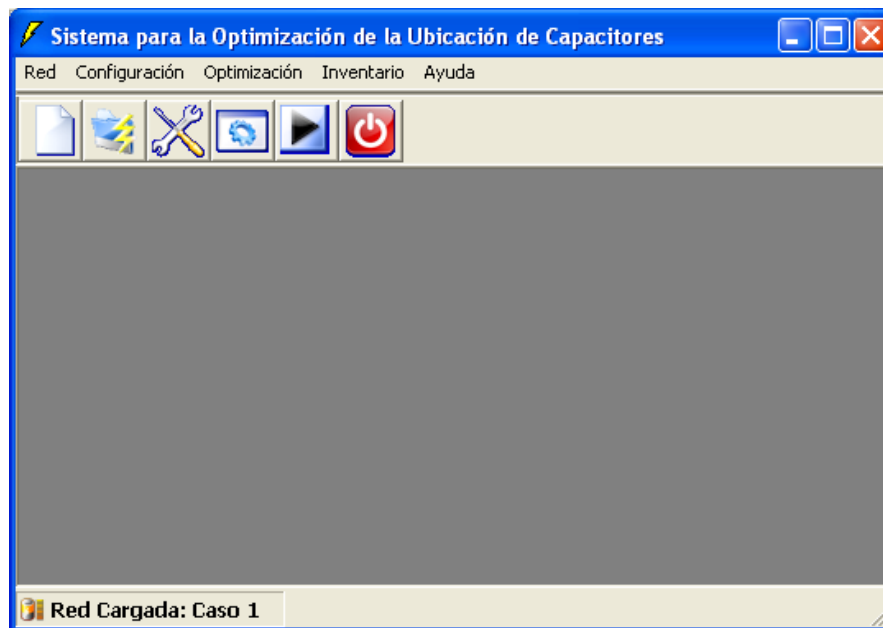 Sistema para la Optimización de la Ubicación de Capacitores
Red Configuración Optimización Inventario Ayuda
Red Cargada: Caso 1